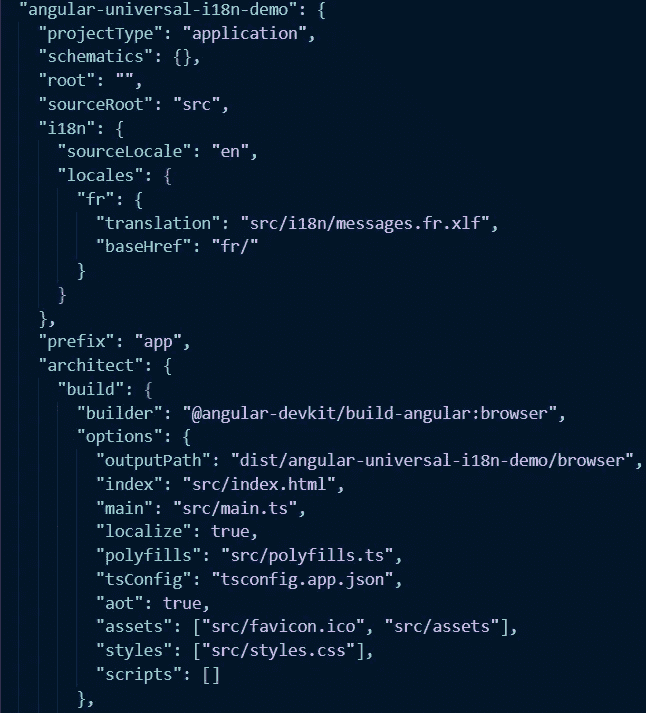 "angular-universal-i18n-demo": {
"projectType": "application",
"schematics": {},
"root": "",
"sourceRoot": "src",
"i18n": {
"sourceLocale": "en",
"locales": {
"fr": {
"translation": "src/i18n/messages.fr.xlf",
"baseHref": "fr/"
}
}
},
"prefix": "app",
"architect": {
"build": {
"builder": "@angular-devkit/build-angular:browser",
"options": {
"outputPath": "dist/angular-universal-i18n-demo/browser",
"index": "src/index.html",
"main": "src/main.ts",
"localize": true,
"polyfills": "src/polyfills.ts",
"tsConfig": "tsconfig.app.json",
"aot": true,
"assets": ["src/favicon.ico", "src/assets"],
"styles": ["src/styles.css"],
"scripts": []
},